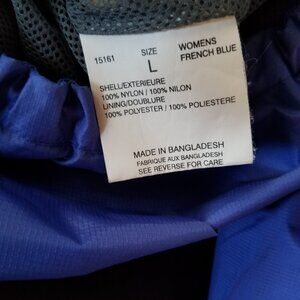 15161 SIZE WOMENS
L FRENCH BLUE
SHELL/EXTERIEURE
100% NYLON / 100% NILON
LINING/DOUBLURE
100% POLYESTER / 100% POLIESTERE
MADE IN BANGLADESH
FABRIQUE AUX BANGLADESH
SEE REVERSE FOR CARE